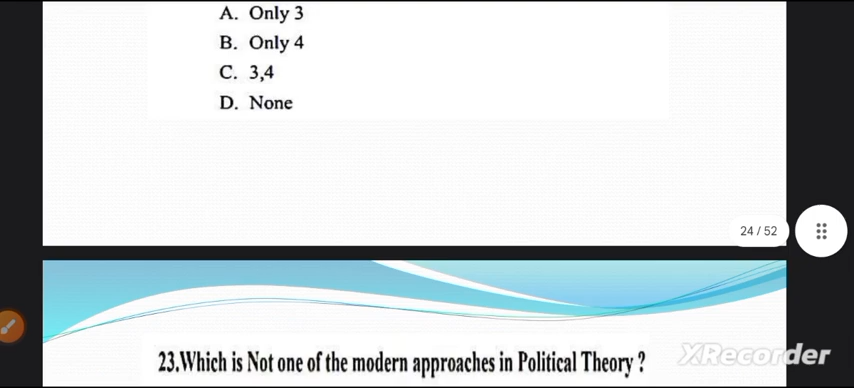 A. Only 3
B. Only 4
C. 3,4
D. None
24 / 52
23.Which is Not one of the modern approaches in Political Theory ?
XRecorder